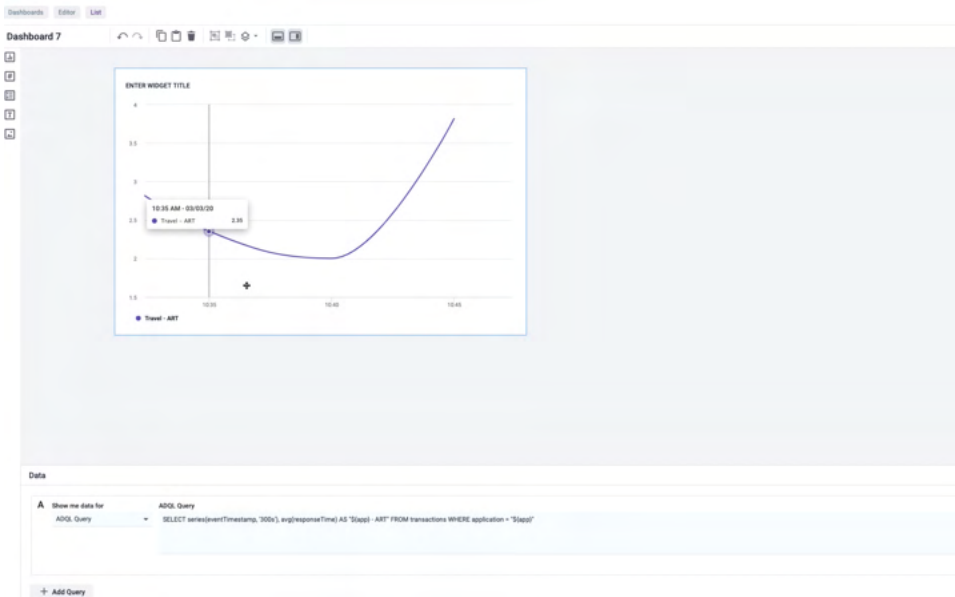 Dashboards Editor List
Dashboard 7
ENTER WIDGET TITLE
4
3.5
3
2.5
2
1.5
10:35 AM - 03/03/20
Travel - ART 2.35
10:35 10:40 10:45
Travel - ART
Data
A Show me data for ADQL Query
ADQL Query SELECT series(eventTimestamp, '300s'), avg(responseTime) AS "$(app) - ART" FROM transactions WHERE application = "$(app)"
+ Add Query